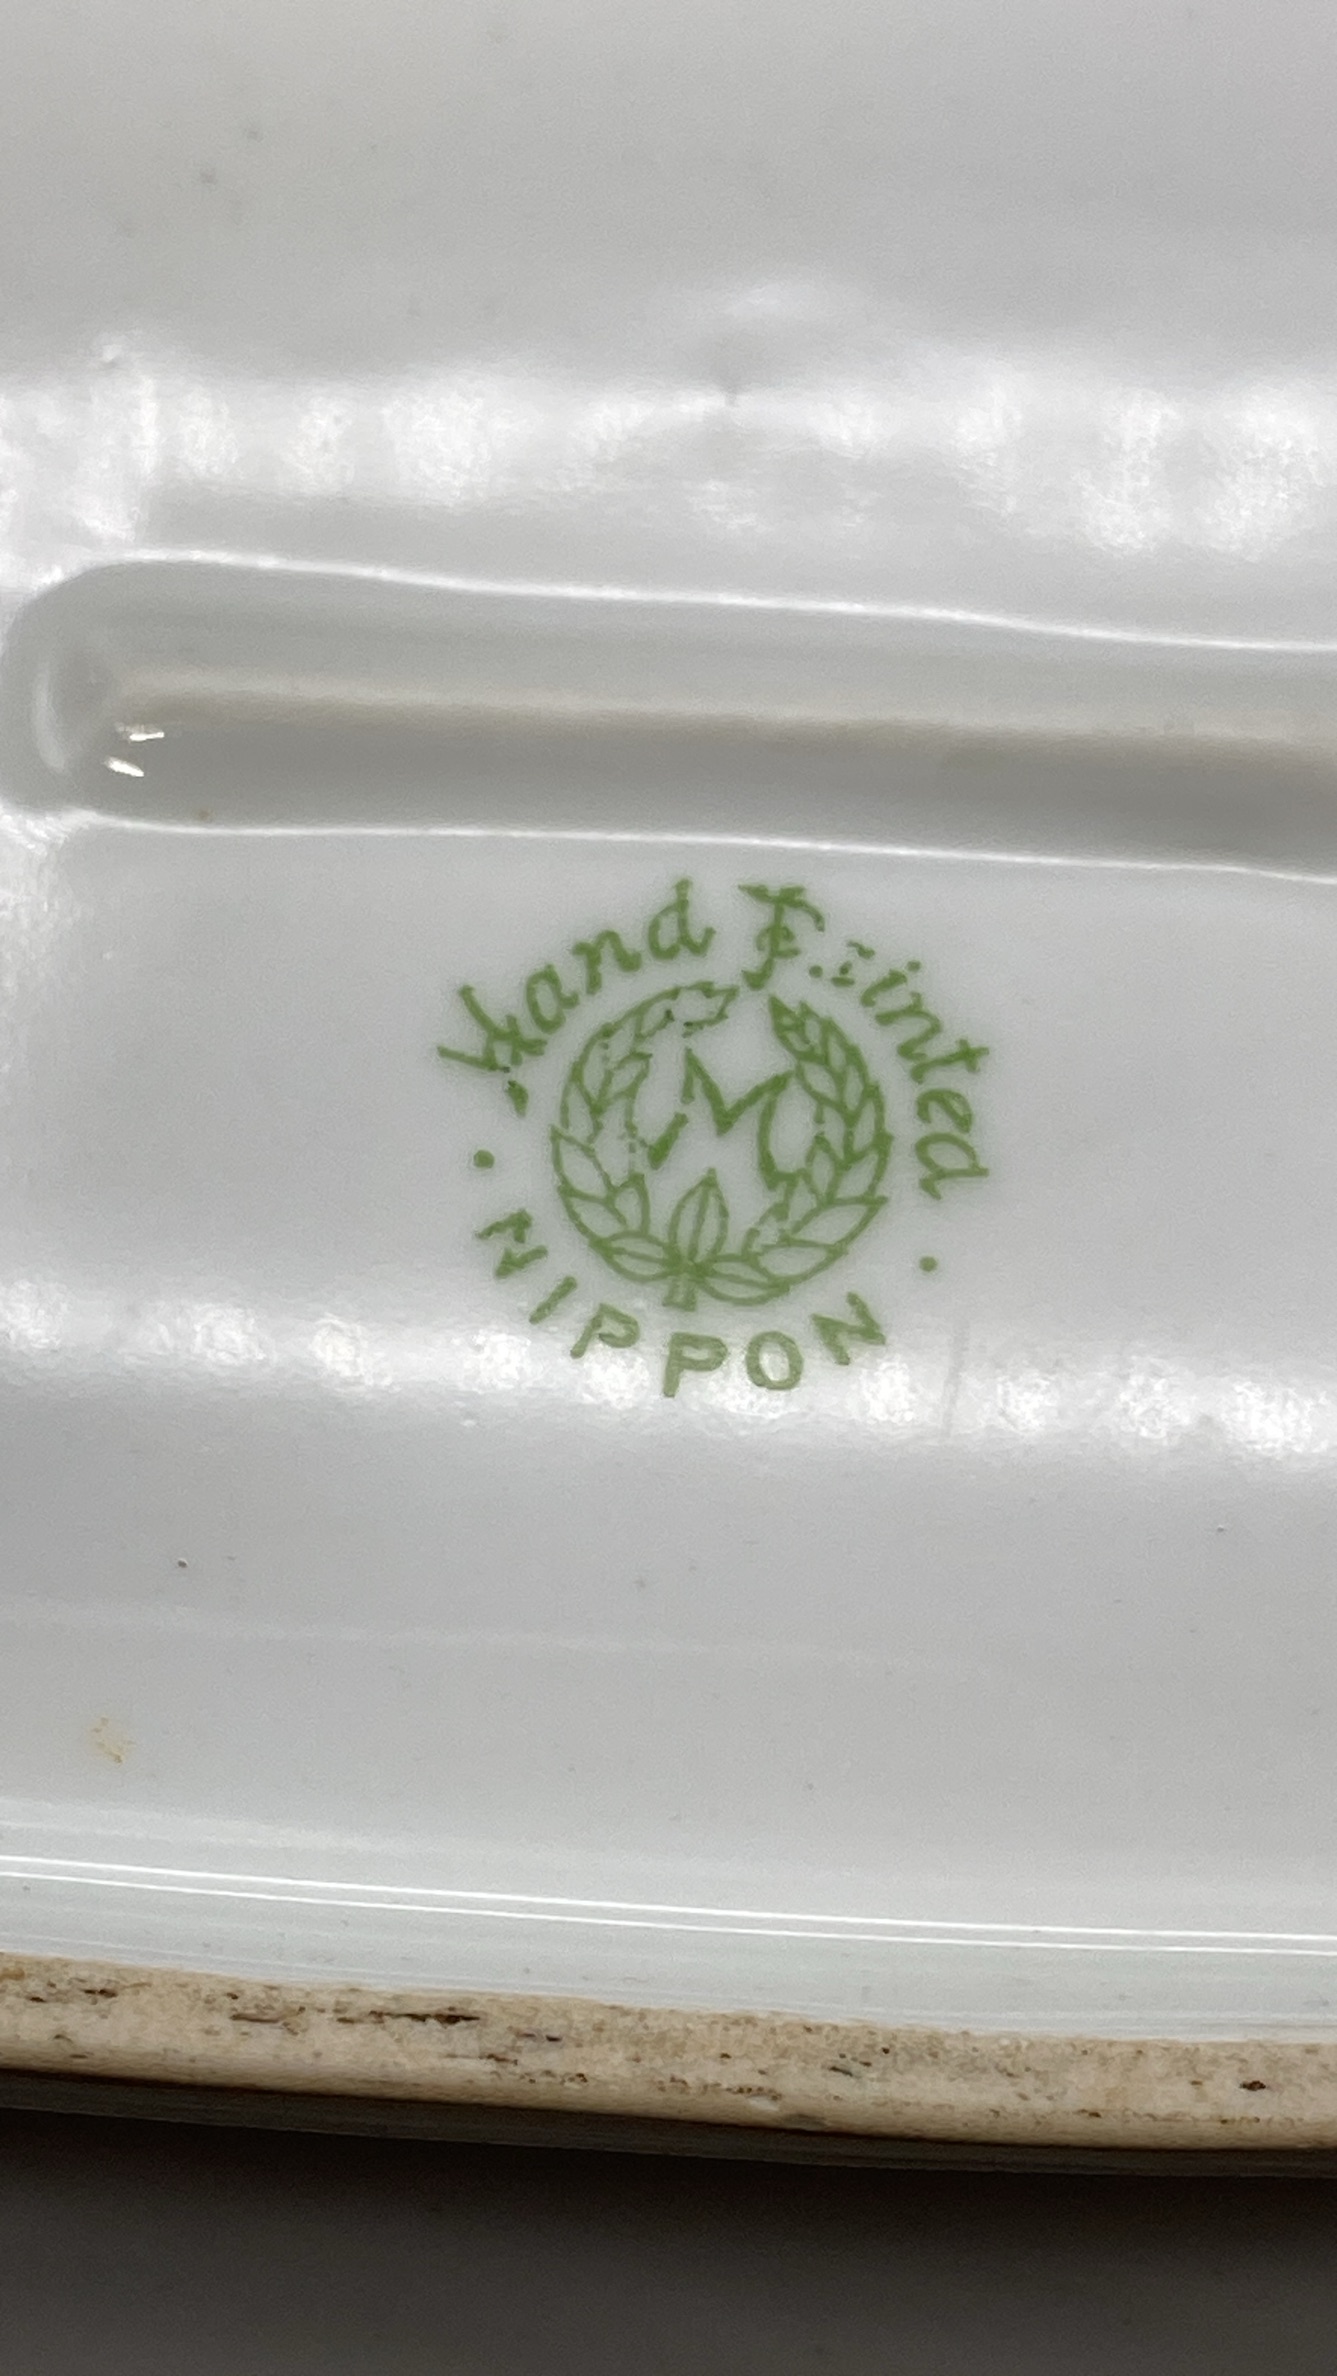 Hand Painted
M
· NIPPON ·